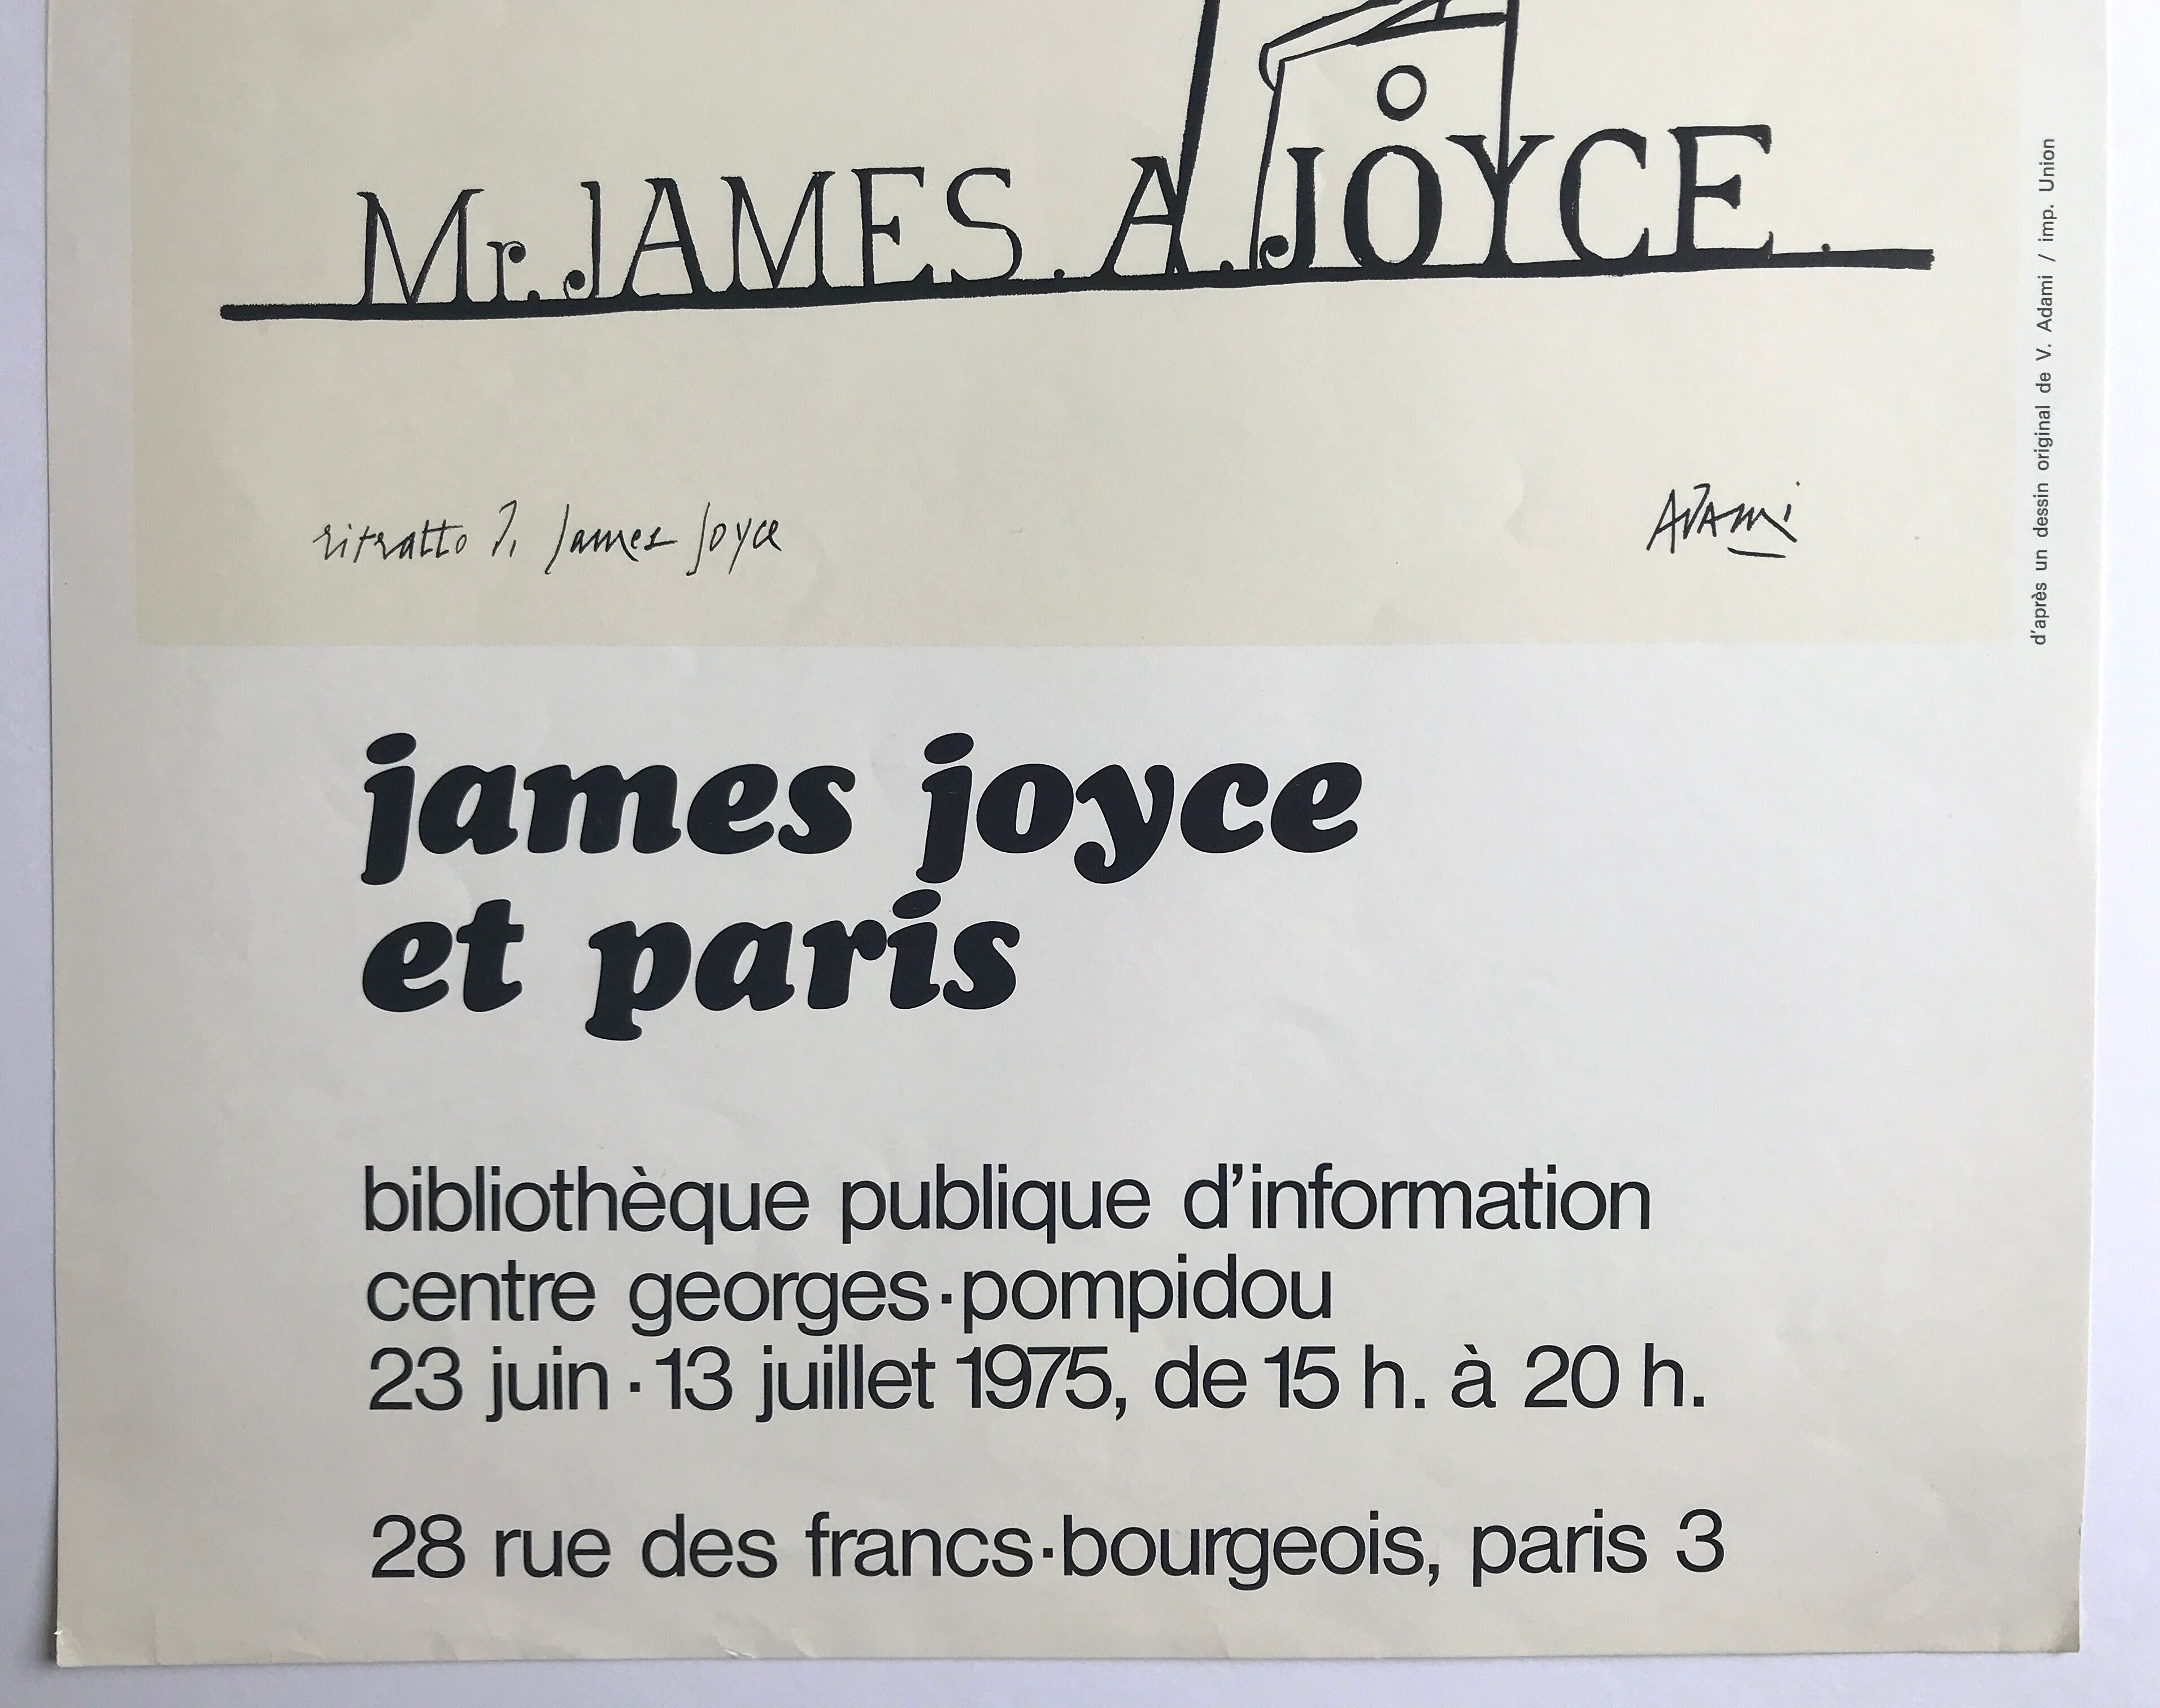 Mr. JAMES. A. JOYCE.
ritratto di James Joyce
ADAMi
d'après un dessin original de V. Adami / imp. Union
james joyce
et paris
bibliothèque publique d'information
centre georges·pompidou
23 juin · 13 juillet 1975, de 15 h. à 20 h.
28 rue des francs·bourgeois, paris 3